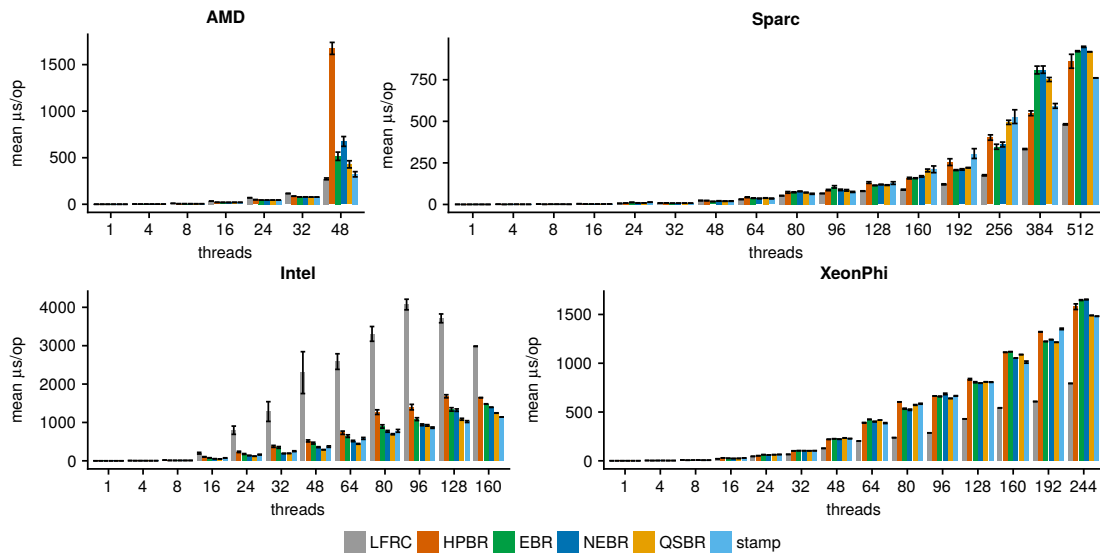 AMD
Sparc
mean µs/op
1500
1000
500
0
1 4 8 16 24 32 48
threads
mean µs/op
750
500
250
0
1 4 8 16 24 32 48 64 80 96 128 160 192 256 384 512
threads
Intel
XeonPhi
mean µs/op
4000
3000
2000
1000
0
1 4 8 16 24 32 48 64 80 96 128 160
threads
mean µs/op
1500
1000
500
0
1 4 8 16 24 32 48 64 80 96 128 160 192 244
threads
LFRC HPBR EBR NEBR QSBR stamp